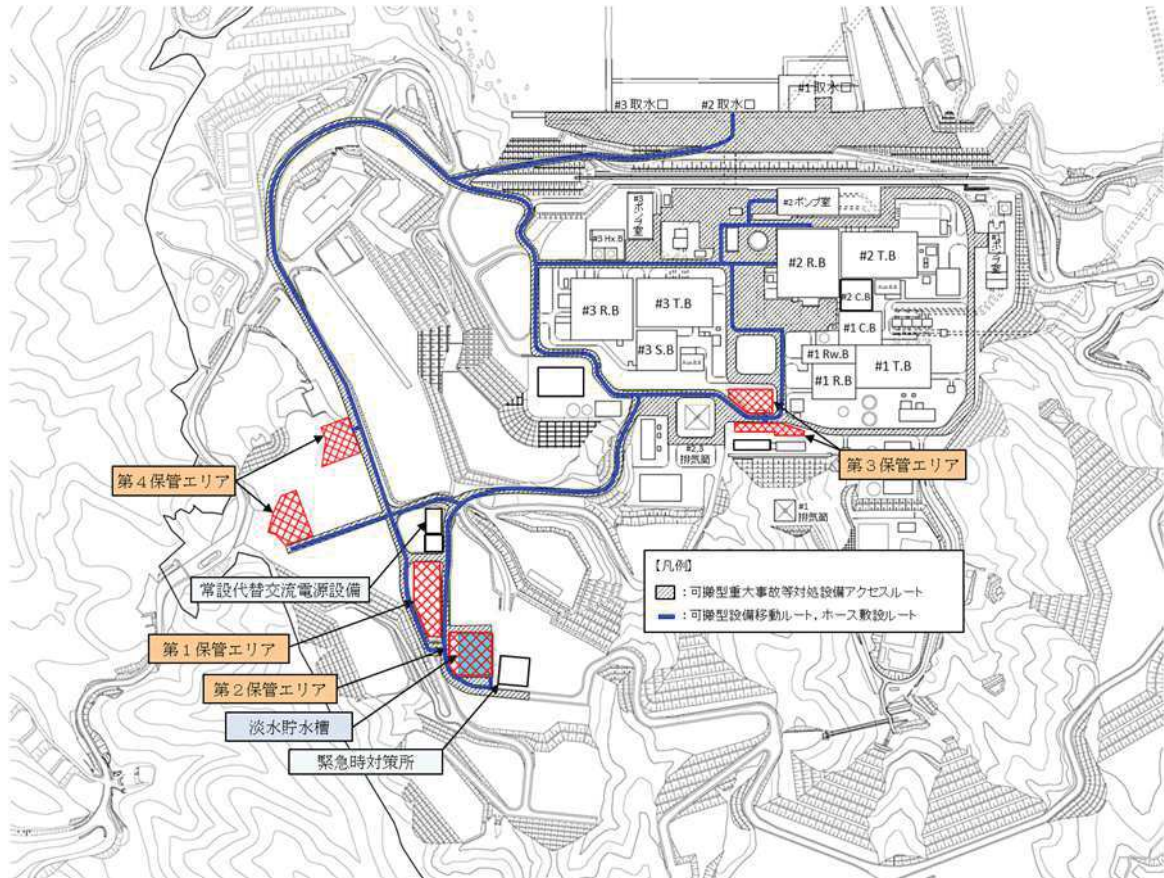 #1 取水口
#3 取水口
#2 取水口
#3 ポンプ室
#2 ポンプ室
#3 Hx.B
#2 R.B
#2 T.B
#3 R.B
#3 T.B
#2 C.B
#1 C.B
#3 S.B
#1 Rw.B
#1 R.B
#1 T.B
#2,3
排気筒
#1
排気筒
第3保管エリア
第4保管エリア
常設代替交流電源設備
第1保管エリア
第2保管エリア
淡水貯水槽
緊急時対策所
【凡例】
:可搬型重大事故等対処設備アクセスルート
:可搬型設備移動ルート,ホース敷設ルート